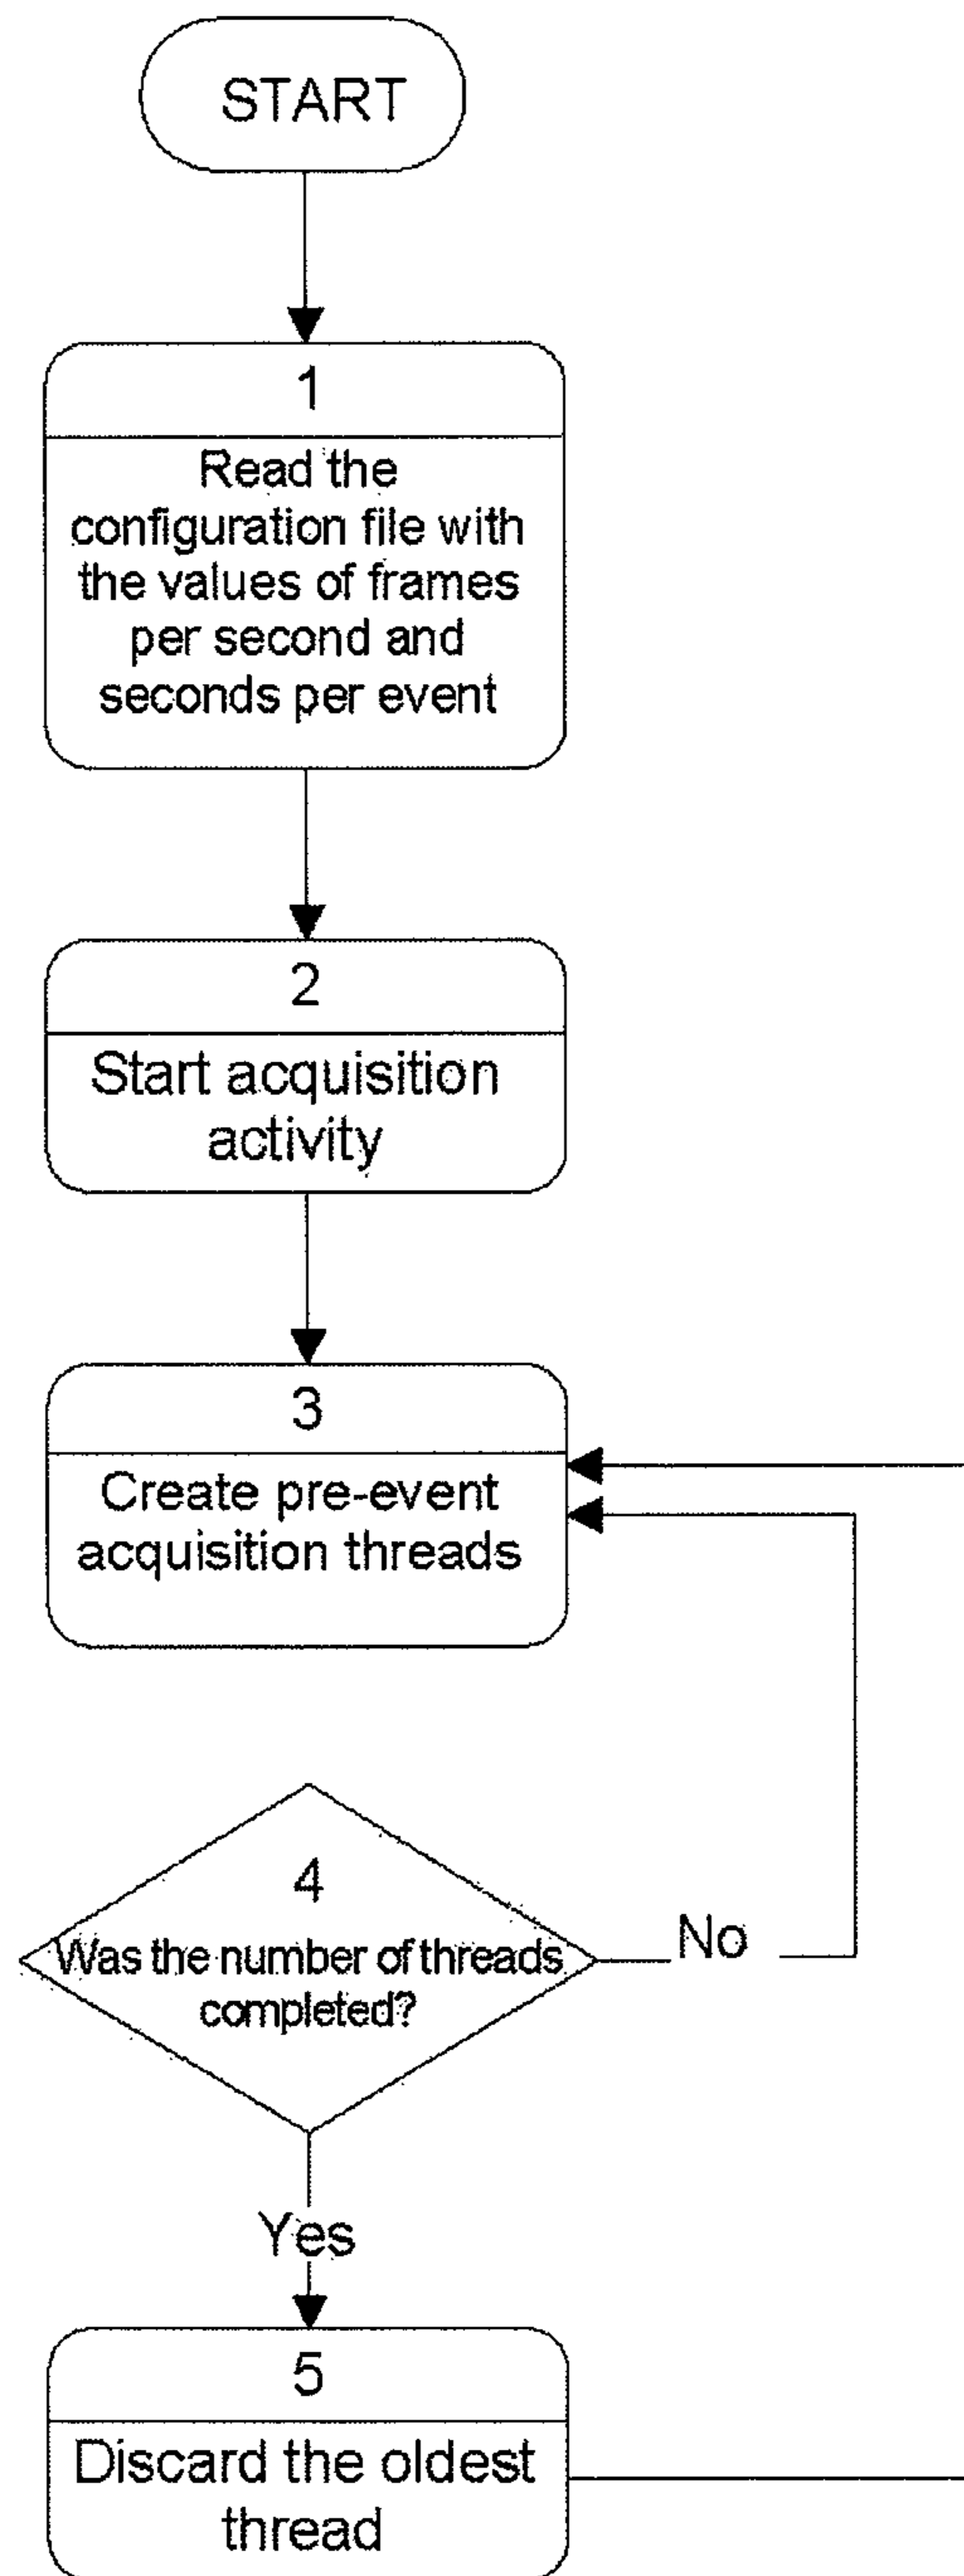 START
1
Read the
configuration file with
the values of frames
per second and
seconds per event
2
Start acquisition
activity
3
Create pre-event
acquisition threads
4
Was the number of threads
completed?
No
Yes
5
Discard the oldest
thread